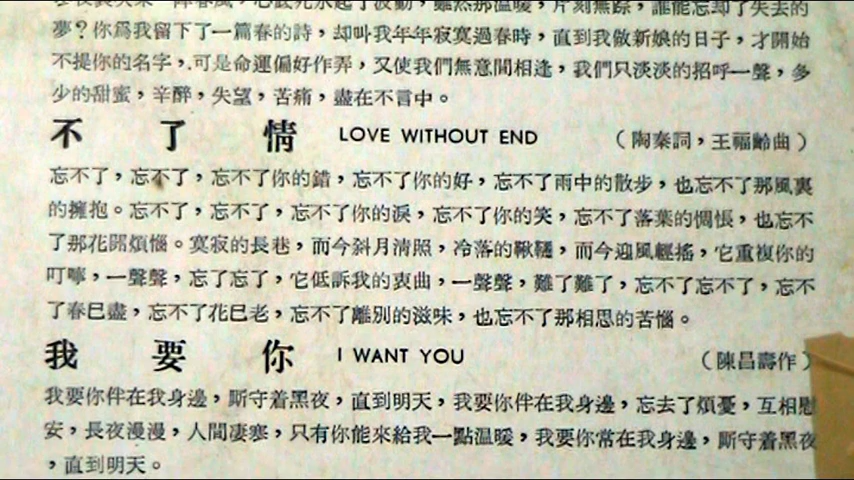 夢？你爲我留下了一篇春的詩，却叫我年年寂寞過春時，直到我做新娘的日子，才開始
不提你的名字，可是命運偏好作弄，又使我們無意間相逢，我們只淡淡的招呼一聲，多
少的甜蜜，辛醉，失望，苦痛，盡在不言中。
不了情 LOVE WITHOUT END （陶秦詞，王福齡曲）
忘不了，忘不了，忘不了你的錯，忘不了你的好，忘不了雨中的散步，也忘不了那風裏
的擁抱。忘不了，忘不了，忘不了你的淚，忘不了你的笑，忘不了落葉的惆悵，也忘不
了那花開煩惱。寞寂的長巷，而今斜月清照，冷落的鞦韆，而今迎風輕搖，它重複你的
叮嚀，一聲聲，忘了忘了，它低訴我的衷曲，一聲聲，難了難了，忘不了忘不了，忘不
了春已盡，忘不了花已老，忘不了離別的滋味，也忘不了那相思的苦惱。
我要你 I WANT YOU （陳昌壽作）
我要你伴在我身邊，厮守着黑夜，直到明天，我要你伴在我身邊，忘去了煩憂，互相慰
安，長夜漫漫，人間凄寒，只有你能來給我一點温暖，我要你常在我身邊，厮守着黑夜
，直到明天。